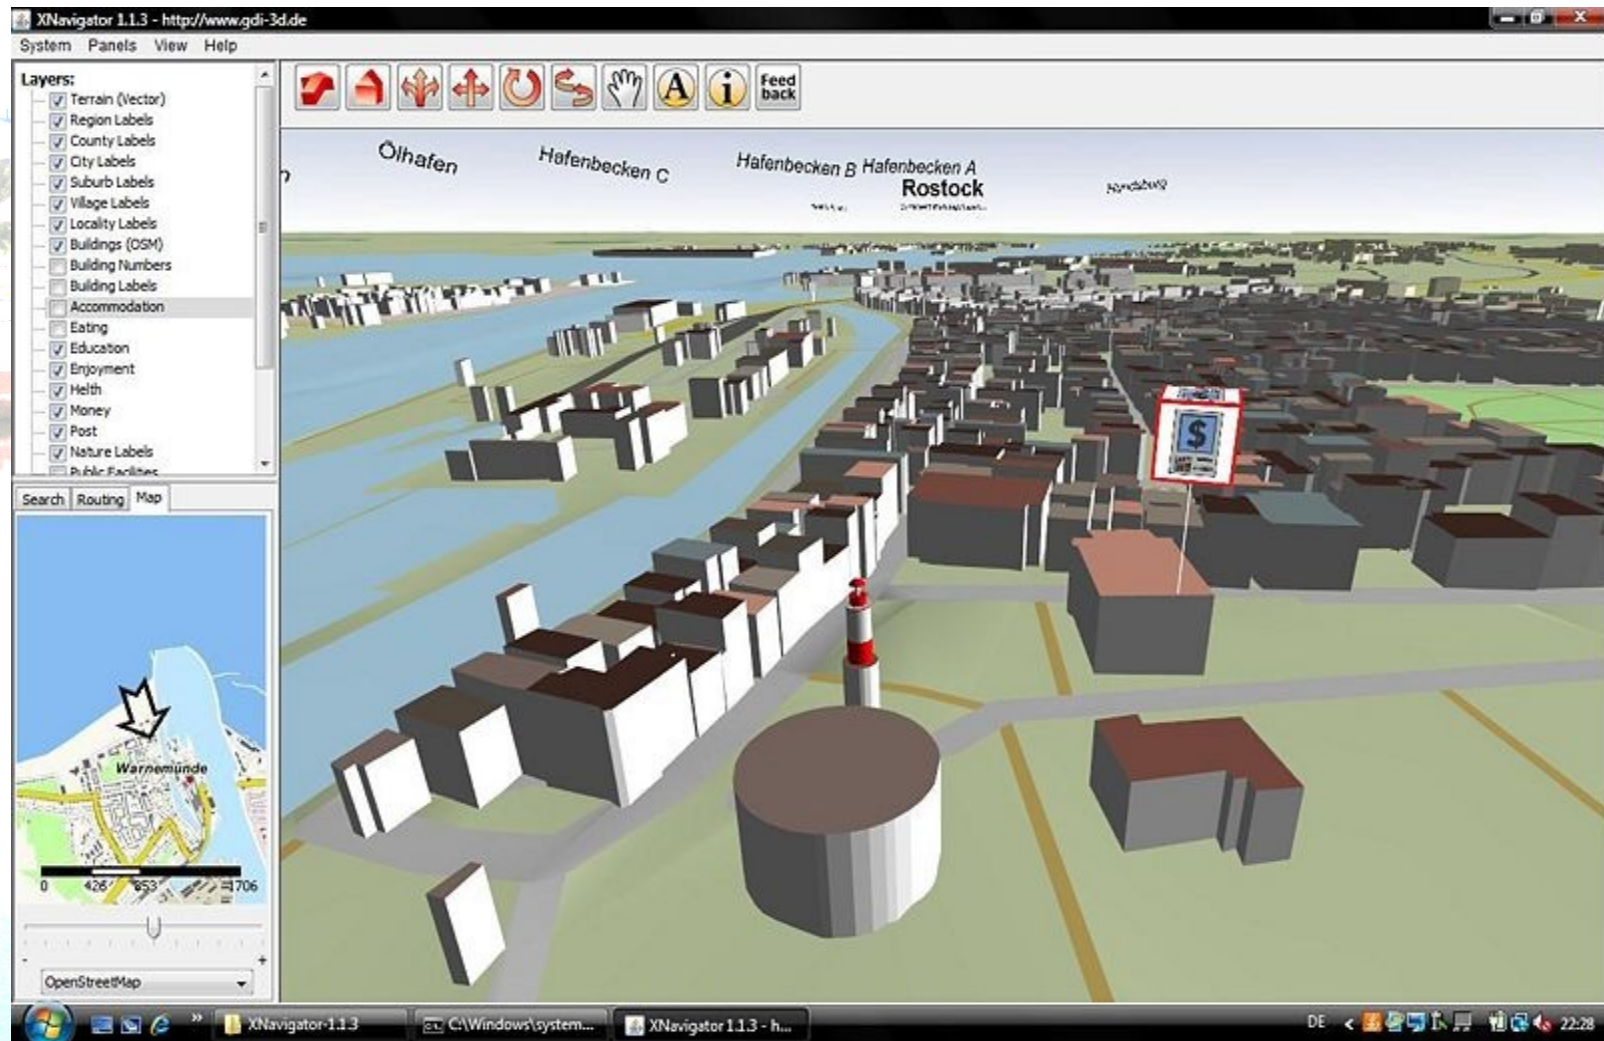 XNavigator 1.1.3 - http://www.gdi-3d.de
System Panels View Help
Layers:
Terrain (Vector)
Region Labels
County Labels
City Labels
Suburb Labels
Village Labels
Locality Labels
Buildings (OSM)
Building Numbers
Building Labels
Accommodation
Eating
Education
Enjoyment
Helth
Money
Post
Nature Labels
Public Facilities
A i Feed
back
Ölhafen Hafenbecken C Hafenbecken B Hafenbecken A
Rostock
$
Search Routing Map
Warnemünde
0 426 853 1706
- +
OpenStreetMap
» XNavigator-1.1.3 C:\Windows\system... XNavigator 1.1.3 - h... DE < 22:28